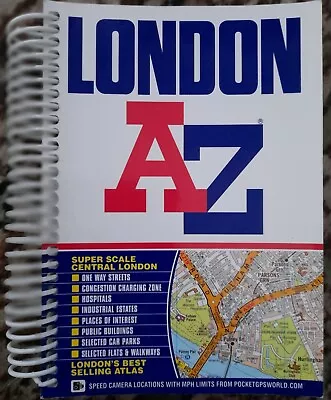 LONDON
AZ
®
SUPER SCALE
CENTRAL LONDON
ONE WAY STREETS
CONGESTION CHARGING ZONE
HOSPITALS
INDUSTRIAL ESTATES
PLACES OF INTEREST
PUBLIC BUILDINGS
SELECTED CAR PARKS
SELECTED FLATS & WALKWAYS
LONDON'S BEST
SELLING ATLAS
PARSONS
Hurlingham
SPEED CAMERA LOCATIONS WITH MPH LIMITS FROM POCKETGPSWORLD.COM